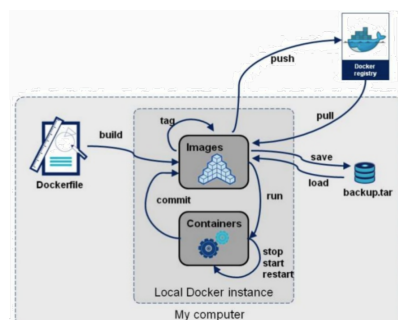 push
Docker
registry
tag
pull
build
Images
save
Dockerfile
load
backup.tar
commit
run
Containers
stop
start
restart
Local Docker instance
My computer